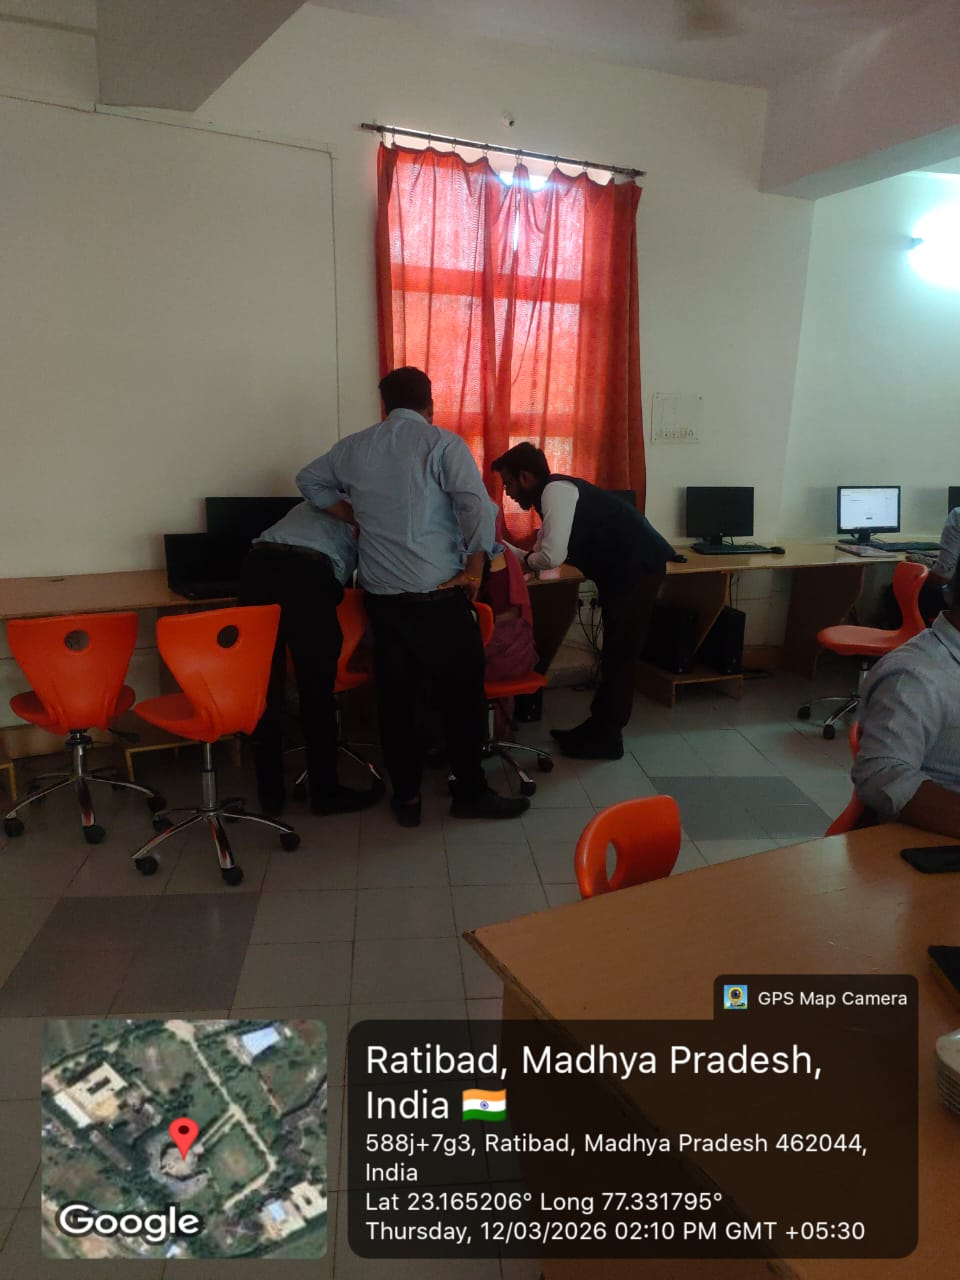 GPS Map Camera
Ratibad, Madhya Pradesh,
India 🇮🇳
588j+7g3, Ratibad, Madhya Pradesh 462044,
India
Lat 23.165206° Long 77.331795°
Thursday, 12/03/2026 02:10 PM GMT +05:30
Google